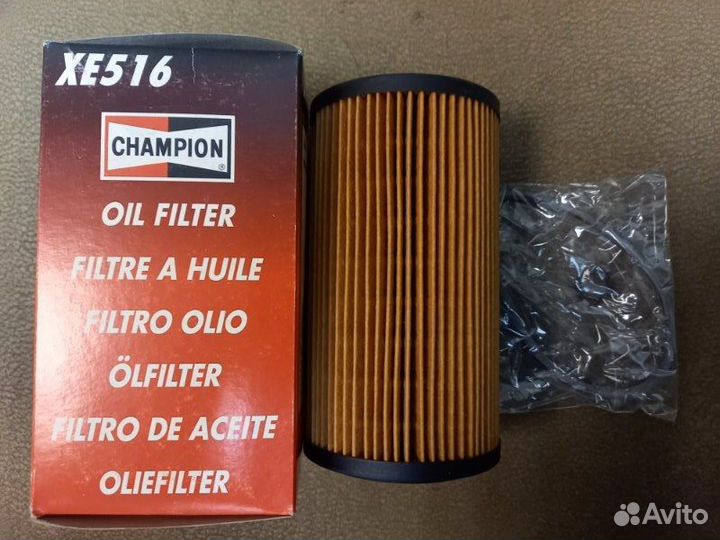 XE516
CHAMPION
®
OIL FILTER
FILTRE A HUILE
FILTRO OLIO
ÖLFILTER
FILTRO DE ACEITE
OLIEFILTER
Avito